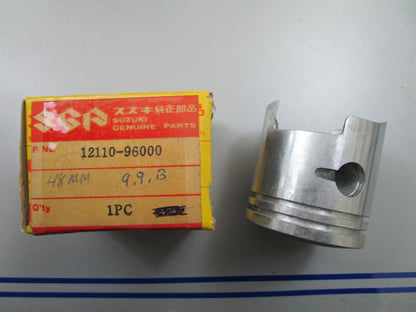 SGP スズキ純正部品
SUZUKI
GENUINE PARTS
P/NO. 12110-96000
48MM 9.9.B
Q'ty 1PC